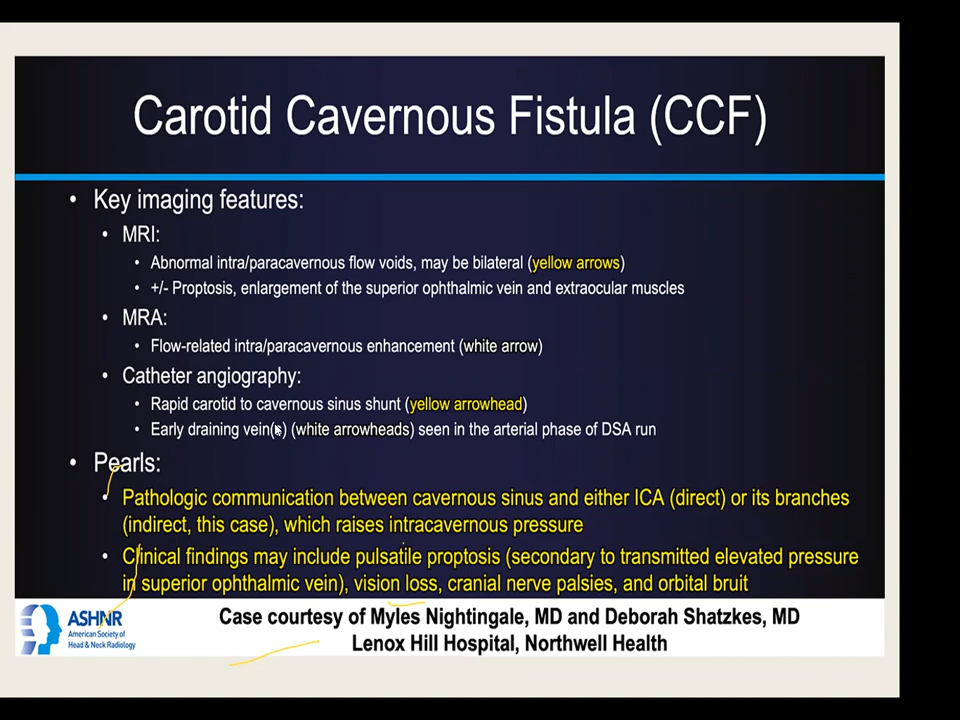 Carotid Cavernous Fistula (CCF)
• Key imaging features:
• MRI:
• Abnormal intra/paracavernous flow voids, may be bilateral (yellow arrows)
• +/- Proptosis, enlargement of the superior ophthalmic vein and extraocular muscles
• MRA:
• Flow-related intra/paracavernous enhancement (white arrow)
• Catheter angiography:
• Rapid carotid to cavernous sinus shunt (yellow arrowhead)
• Early draining vein(s) (white arrowheads) seen in the arterial phase of DSA run
• Pearls:
• Pathologic communication between cavernous sinus and either ICA (direct) or its branches
(indirect, this case), which raises intracavernous pressure
• Clinical findings may include pulsatile proptosis (secondary to transmitted elevated pressure
in superior ophthalmic vein), vision loss, cranial nerve palsies, and orbital bruit
ASHNR
American Society of
Head & Neck Radiology
Case courtesy of Myles Nightingale, MD and Deborah Shatzkes, MD
Lenox Hill Hospital, Northwell Health